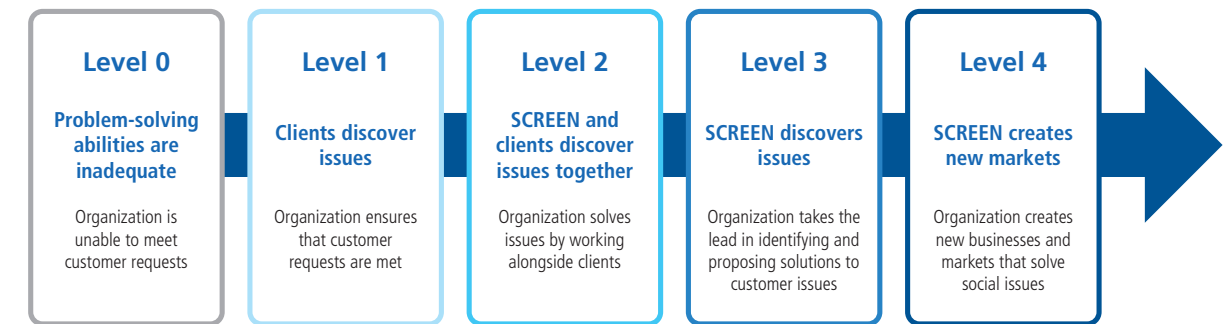 Level 0
Problem-solving
abilities are
inadequate
Organization is
unable to meet
customer requests
Level 1
Clients discover
issues
Organization ensures
that customer
requests are met
Level 2
SCREEN and
clients discover
issues together
Organization solves
issues by working
alongside clients
Level 3
SCREEN discovers
issues
Organization takes the
lead in identifying and
proposing solutions to
customer issues
Level 4
SCREEN creates
new markets
Organization creates
new businesses and
markets that solve
social issues